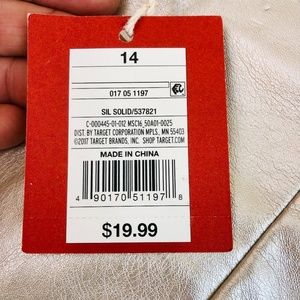 14
017 05 1197
SIL SOLID/537821
C-000445-01-012 MSC16_50A01-0025
DIST. BY TARGET CORPORATION MPLS, MN 55403
©2017 TARGET BRANDS, INC. SHOP TARGET.COM
MADE IN CHINA
4 90170 51197 8
$19.99